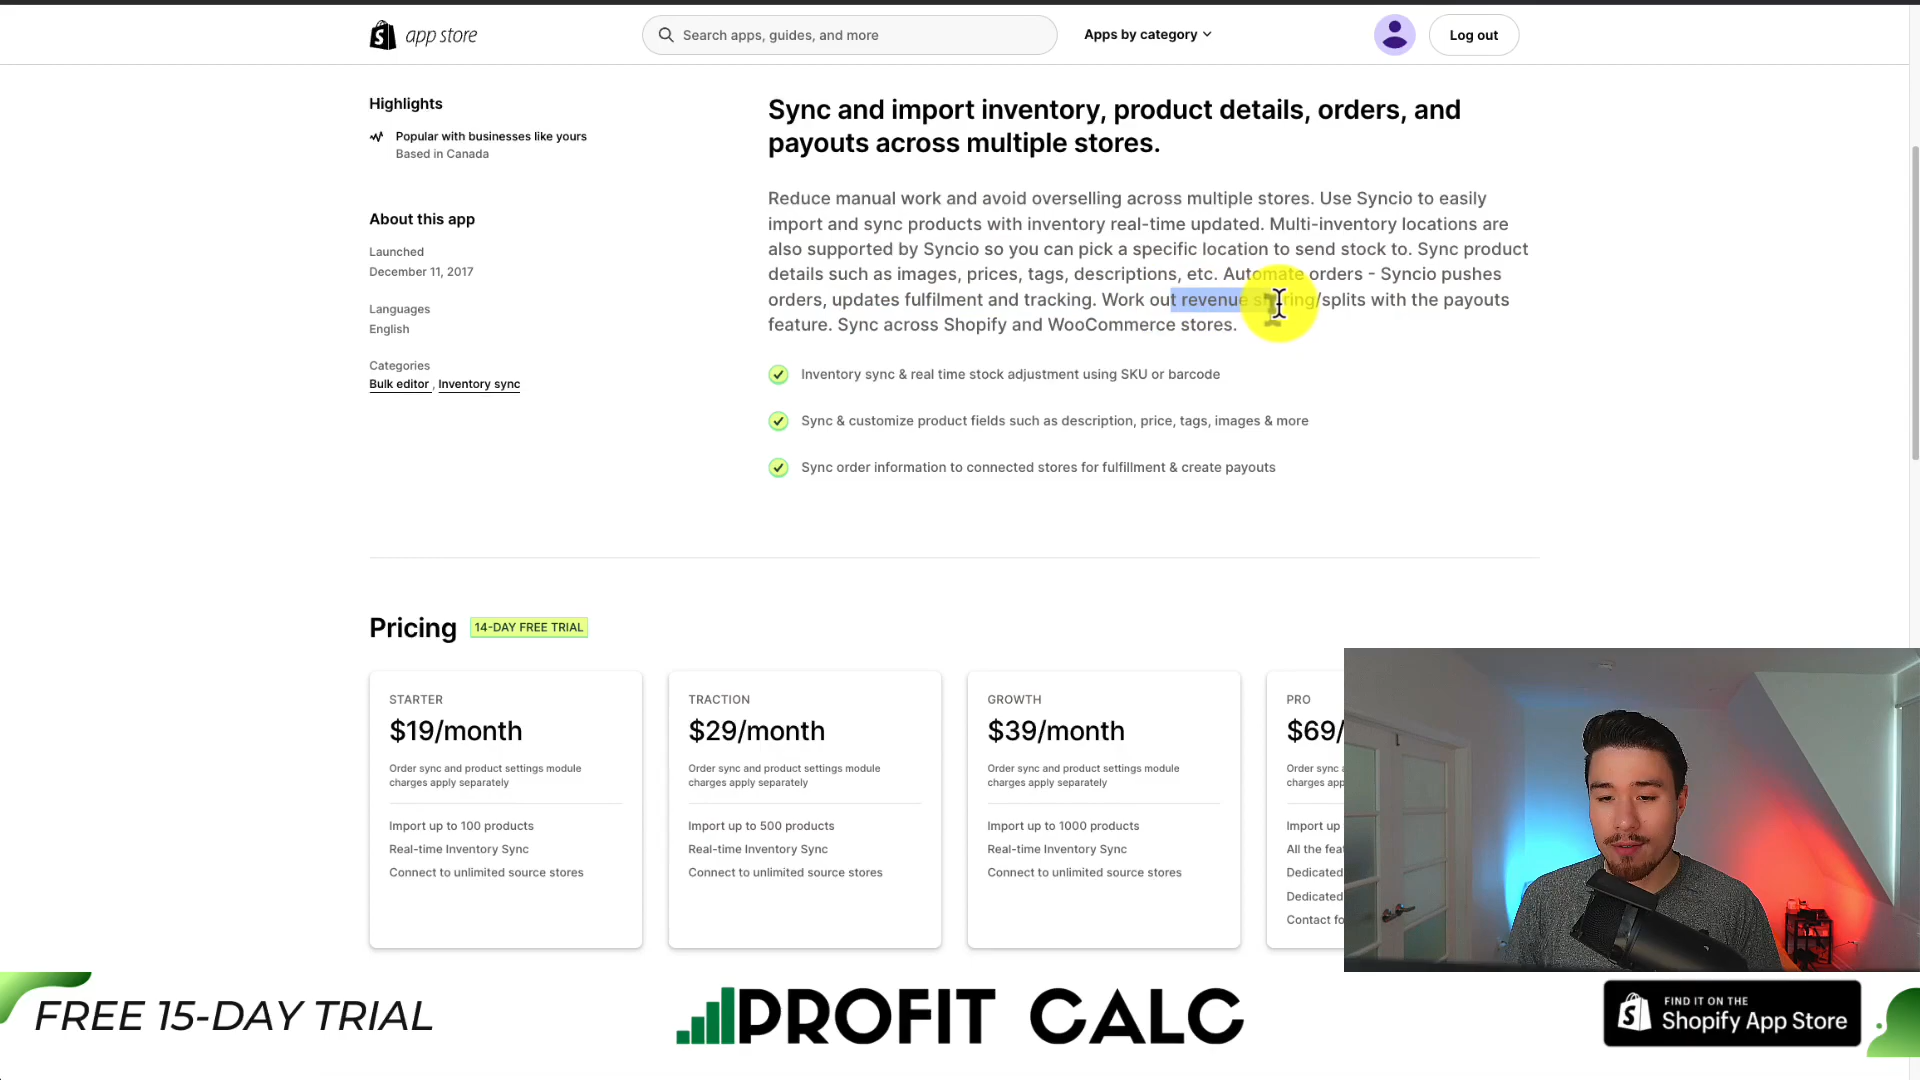 app store
Search apps, guides, and more
Apps by category
Log out
Highlights
Popular with businesses like yours
Based in Canada
About this app
Launched
December 11, 2017
Languages
English
Categories
Bulk editor , Inventory sync
Sync and import inventory, product details, orders, and
payouts across multiple stores.
Reduce manual work and avoid overselling across multiple stores. Use Syncio to easily
import and sync products with inventory real-time updated. Multi-inventory locations are
also supported by Syncio so you can pick a specific location to send stock to. Sync product
details such as images, prices, tags, descriptions, etc. Automate orders - Syncio pushes
orders, updates fulfilment and tracking. Work out revenue sharing/splits with the payouts
feature. Sync across Shopify and WooCommerce stores.
Inventory sync & real time stock adjustment using SKU or barcode
Sync & customize product fields such as description, price, tags, images & more
Sync order information to connected stores for fulfillment & create payouts
Pricing
14-DAY FREE TRIAL
STARTER
$19/month
Order sync and product settings module
charges apply separately
Import up to 100 products
Real-time Inventory Sync
Connect to unlimited source stores
TRACTION
$29/month
Order sync and product settings module
charges apply separately
Import up to 500 products
Real-time Inventory Sync
Connect to unlimited source stores
GROWTH
$39/month
Order sync and product settings module
charges apply separately
Import up to 1000 products
Real-time Inventory Sync
Connect to unlimited source stores
PRO
$69/
Order sync
charges
Import up
All the
Dedicated
Dedicated
Contact
FREE 15-DAY TRIAL
PROFIT CALC
FIND IT ON THE
Shopify App Store